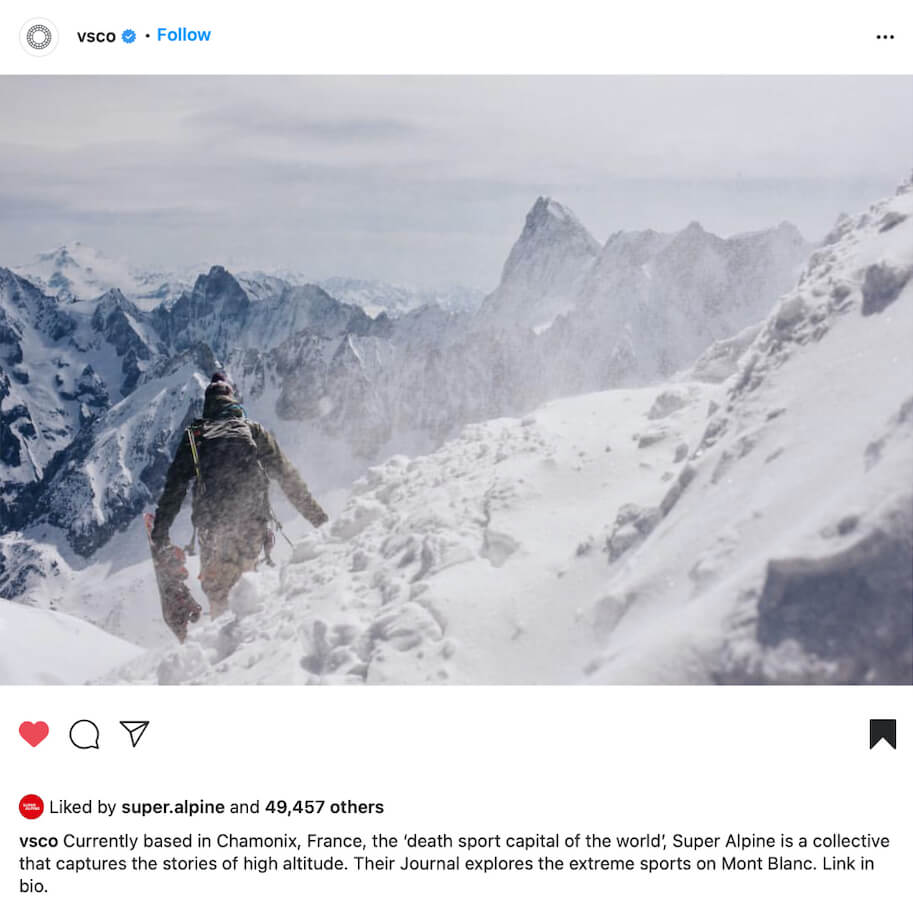 vsco • Follow
Liked by super.alpine and 49,457 others
vsco Currently based in Chamonix, France, the ‘death sport capital of the world’, Super Alpine is a collective
that captures the stories of high altitude. Their Journal explores the extreme sports on Mont Blanc. Link in
bio.